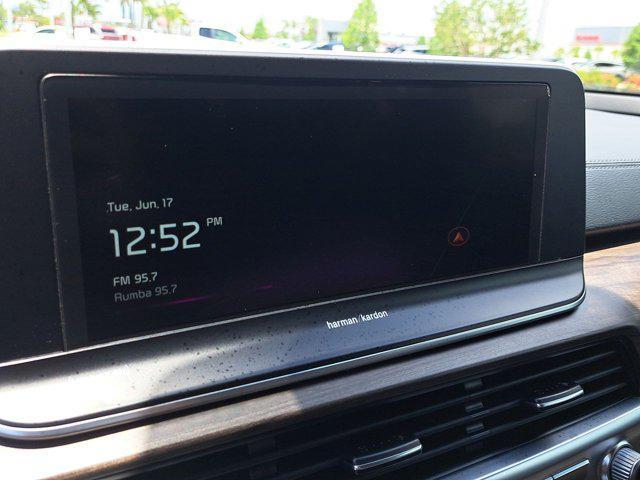 Tue, Jun, 17
12:52 PM
FM 95.7
Rumba 95.7
harman/kardon